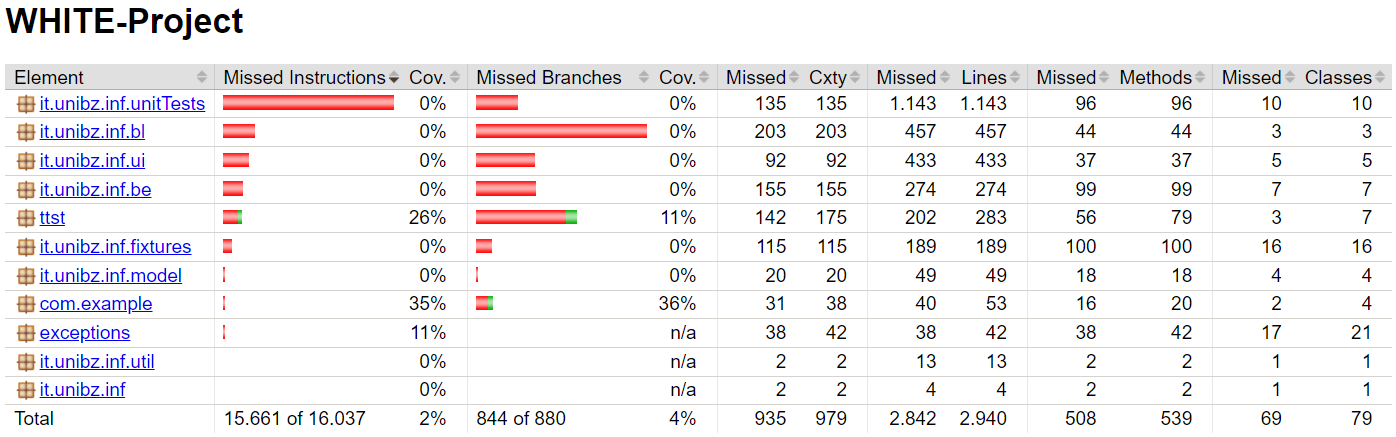 WHITE-Project
Element Missed Instructions Cov. Missed Branches Cov. Missed Cxty Missed Lines Missed Methods Missed Classes
it.unibz.inf.unitTests 0% 0% 135 135 1.143 1.143 96 96 10 10
it.unibz.inf.bl 0% 0% 203 203 457 457 44 44 3 3
it.unibz.inf.ui 0% 0% 92 92 433 433 37 37 5 5
it.unibz.inf.be 0% 0% 155 155 274 274 99 99 7 7
ttst 26% 11% 142 175 202 283 56 79 3 7
it.unibz.inf.fixtures 0% 0% 115 115 189 189 100 100 16 16
it.unibz.inf.model 0% 0% 20 20 49 49 18 18 4 4
com.example 35% 36% 31 38 40 53 16 20 2 4
exceptions 11% n/a 38 42 38 42 38 42 17 21
it.unibz.inf.util 0% n/a 2 2 13 13 2 2 1 1
it.unibz.inf 0% n/a 2 2 4 4 2 2 1 1
Total 15.661 of 16.037 2% 844 of 880 4% 935 979 2.842 2.940 508 539 69 79